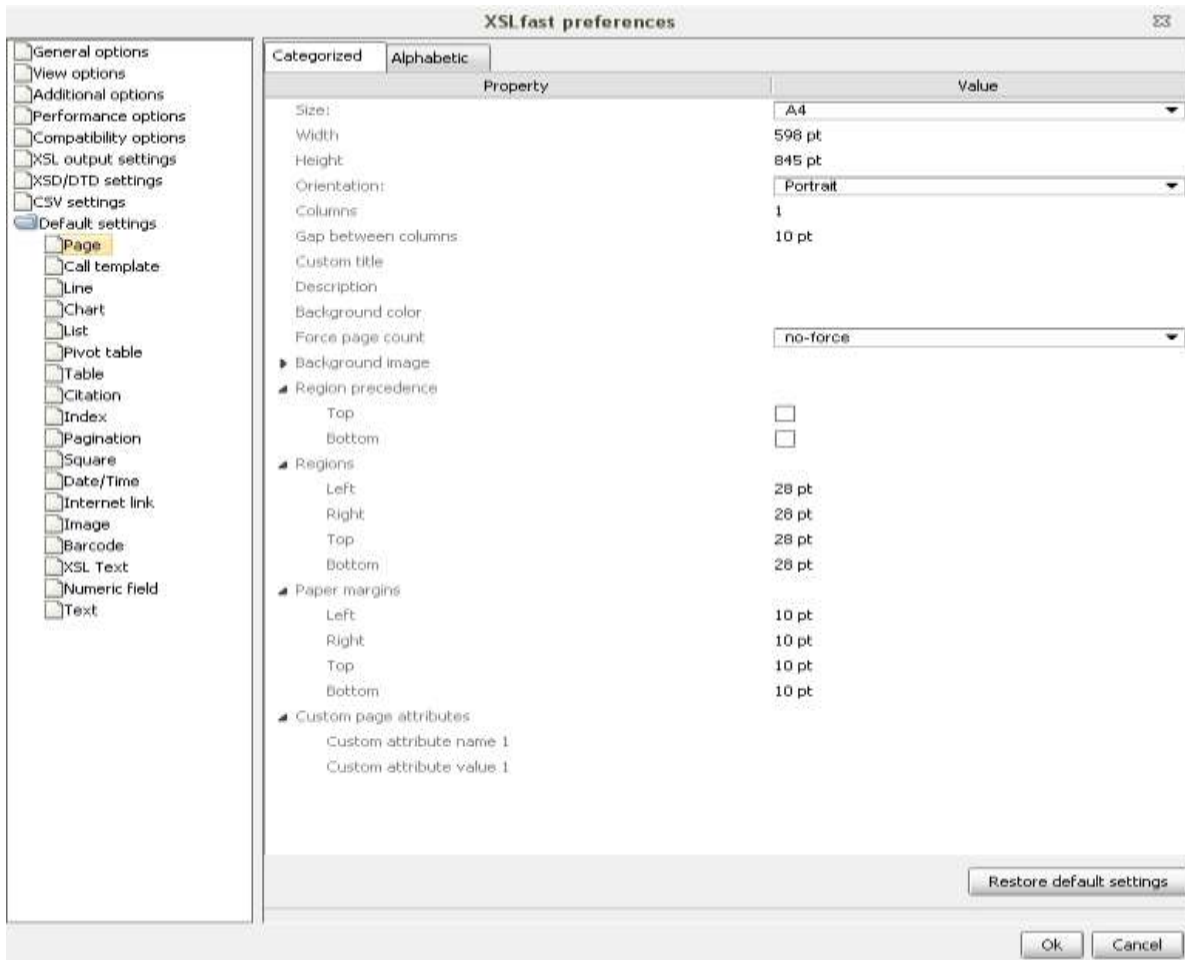 XSLfast preferences
General options
View options
Additional options
Performance options
Compatibility options
XSL output settings
XSD/DTD settings
CSV settings
Default settings
Page
Call template
Line
Chart
List
Pivot table
Table
Citation
Index
Pagination
Square
Date/Time
Internet link
Image
Barcode
XSL Text
Numeric field
Text
Categorized Alphabetic
Property Value
Size: A4
Width 598 pt
Height 845 pt
Orientation: Portrait
Columns 1
Gap between columns 10 pt
Custom title
Description
Background color
Force page count no-force
Background image
Region precedence
Top
Bottom
Regions
Left 28 pt
Right 28 pt
Top 28 pt
Bottom 28 pt
Paper margins
Left 10 pt
Right 10 pt
Top 10 pt
Bottom 10 pt
Custom page attributes
Custom attribute name 1
Custom attribute value 1
Restore default settings
Ok Cancel